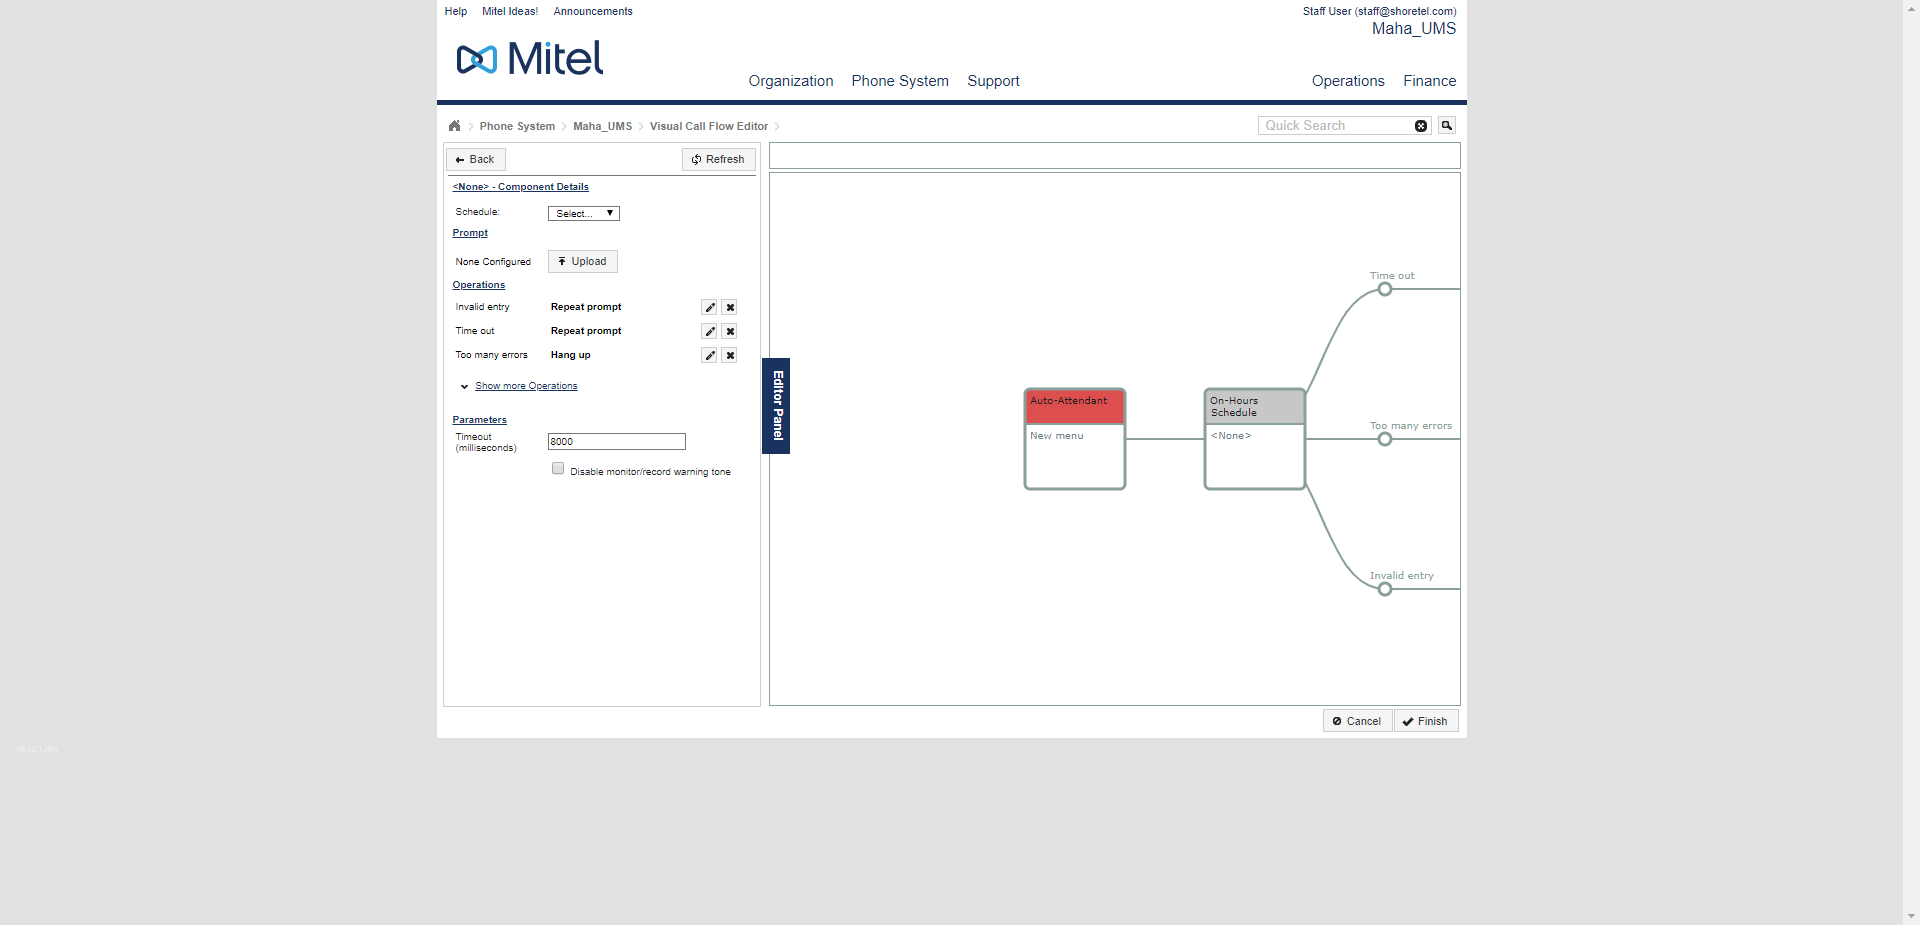 Help Mitel Ideas! Announcements Staff User (staff@shoretel.com)
Maha_UMS
Mitel
Organization Phone System Support Operations Finance
Phone System Maha_UMS Visual Call Flow Editor Quick Search
Back Refresh
<None> - Component Details
Schedule: Select...
Prompt
None Configured Upload
Operations
Invalid entry Repeat prompt
Time out Repeat prompt
Too many errors Hang up
Show more Operations
Parameters
Timeout
(milliseconds) 8000
Disable monitor/record warning tone
Editor Panel
Auto-Attendant
New menu
On-Hours
Schedule
<None>
Time out
Too many errors
Invalid entry
Cancel Finish